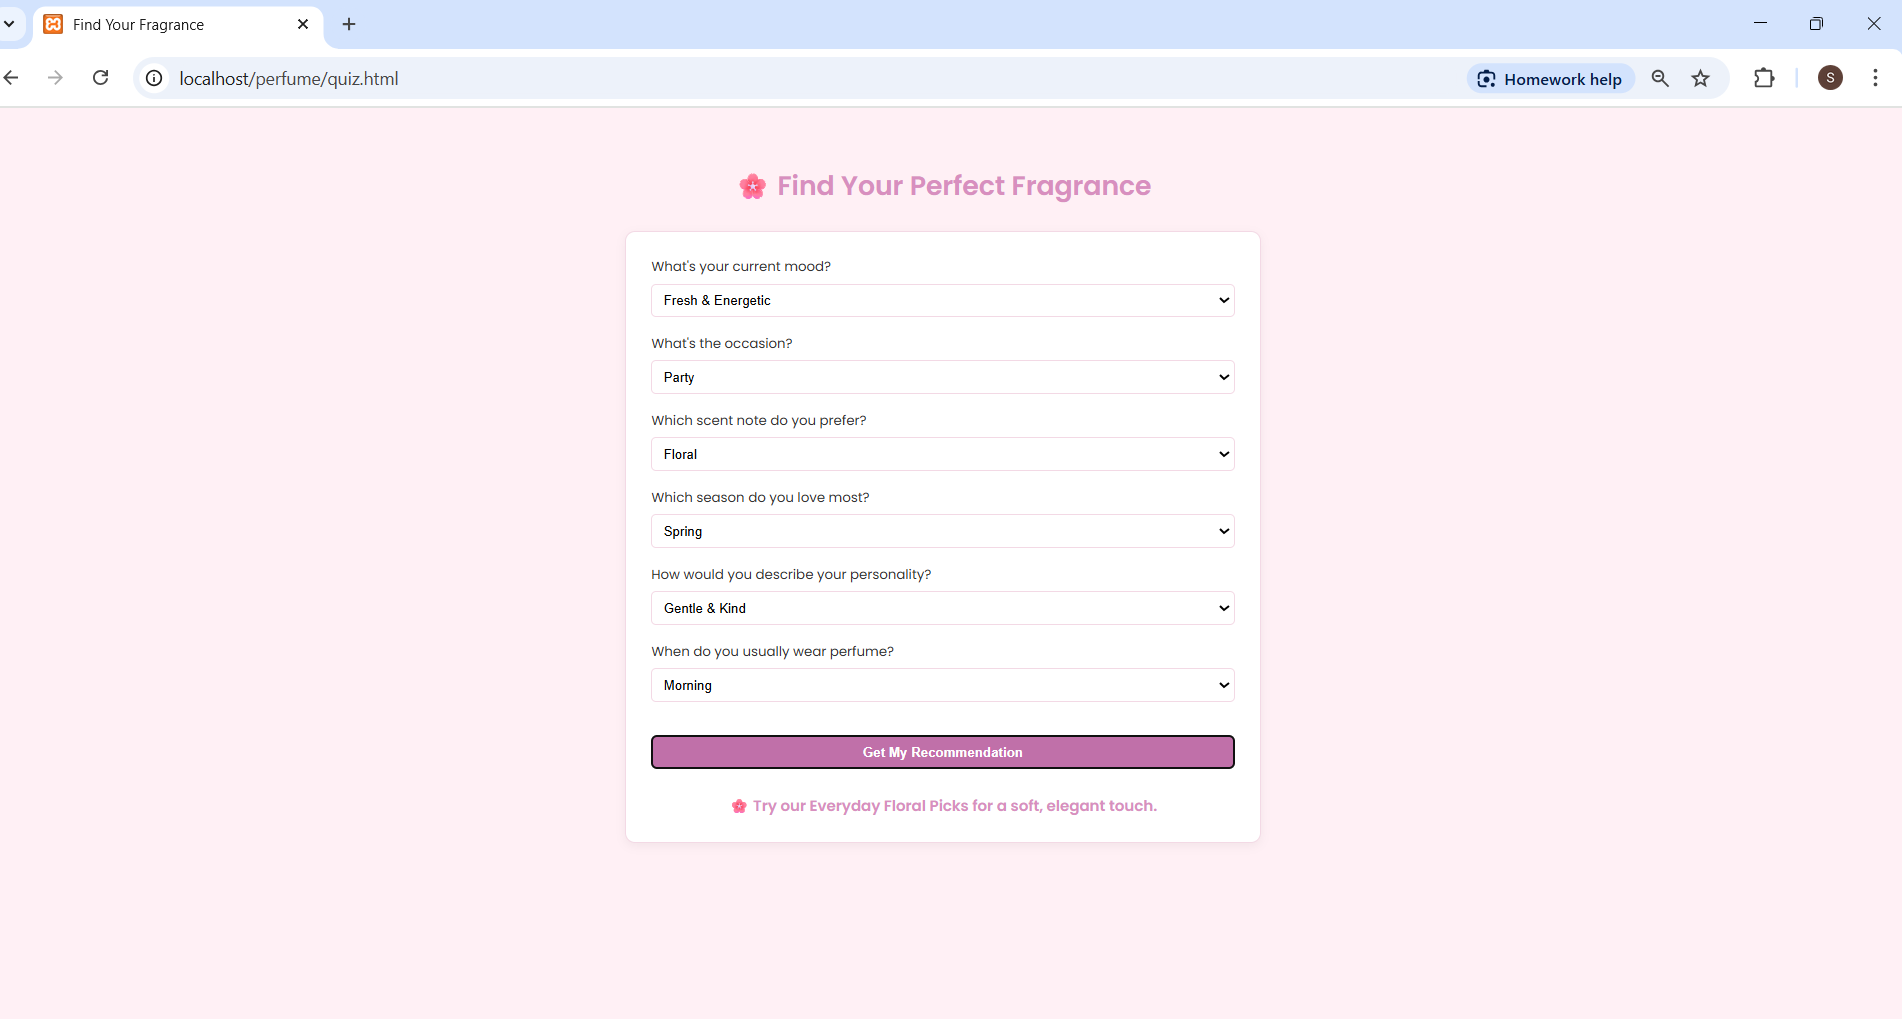 Find Your Fragrance
localhost/perfume/quiz.html
Homework help
S
Find Your Perfect Fragrance
What's your current mood?
Fresh & Energetic
What's the occasion?
Party
Which scent note do you prefer?
Floral
Which season do you love most?
Spring
How would you describe your personality?
Gentle & Kind
When do you usually wear perfume?
Morning
Get My Recommendation
Try our Everyday Floral Picks for a soft, elegant touch.